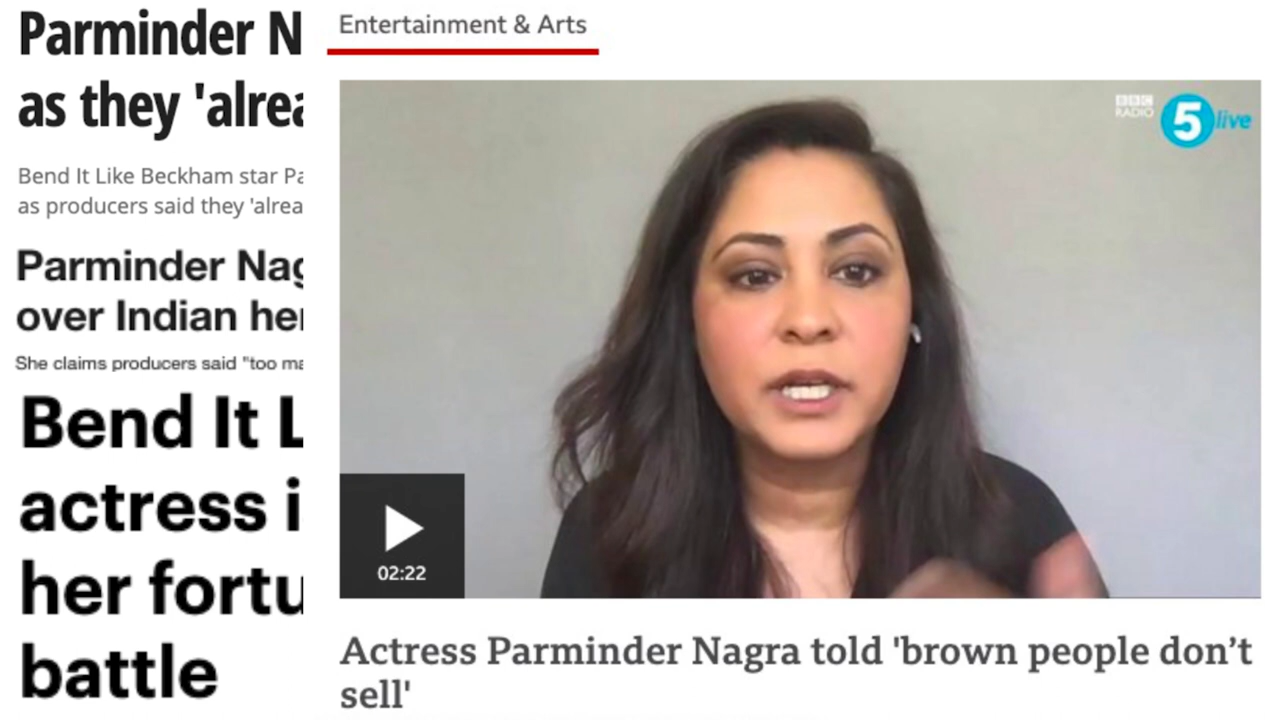 Parminder N
as they 'alrea
Bend It Like Beckham star Pa
as producers said they 'alrea
Parminder Nag
over Indian her
She claims producers said "too ma
Bend It L
actress i
her fortu
battle
Entertainment & Arts
BBC
RADIO
5 live
02:22
Actress Parminder Nagra told 'brown people don’t
sell'